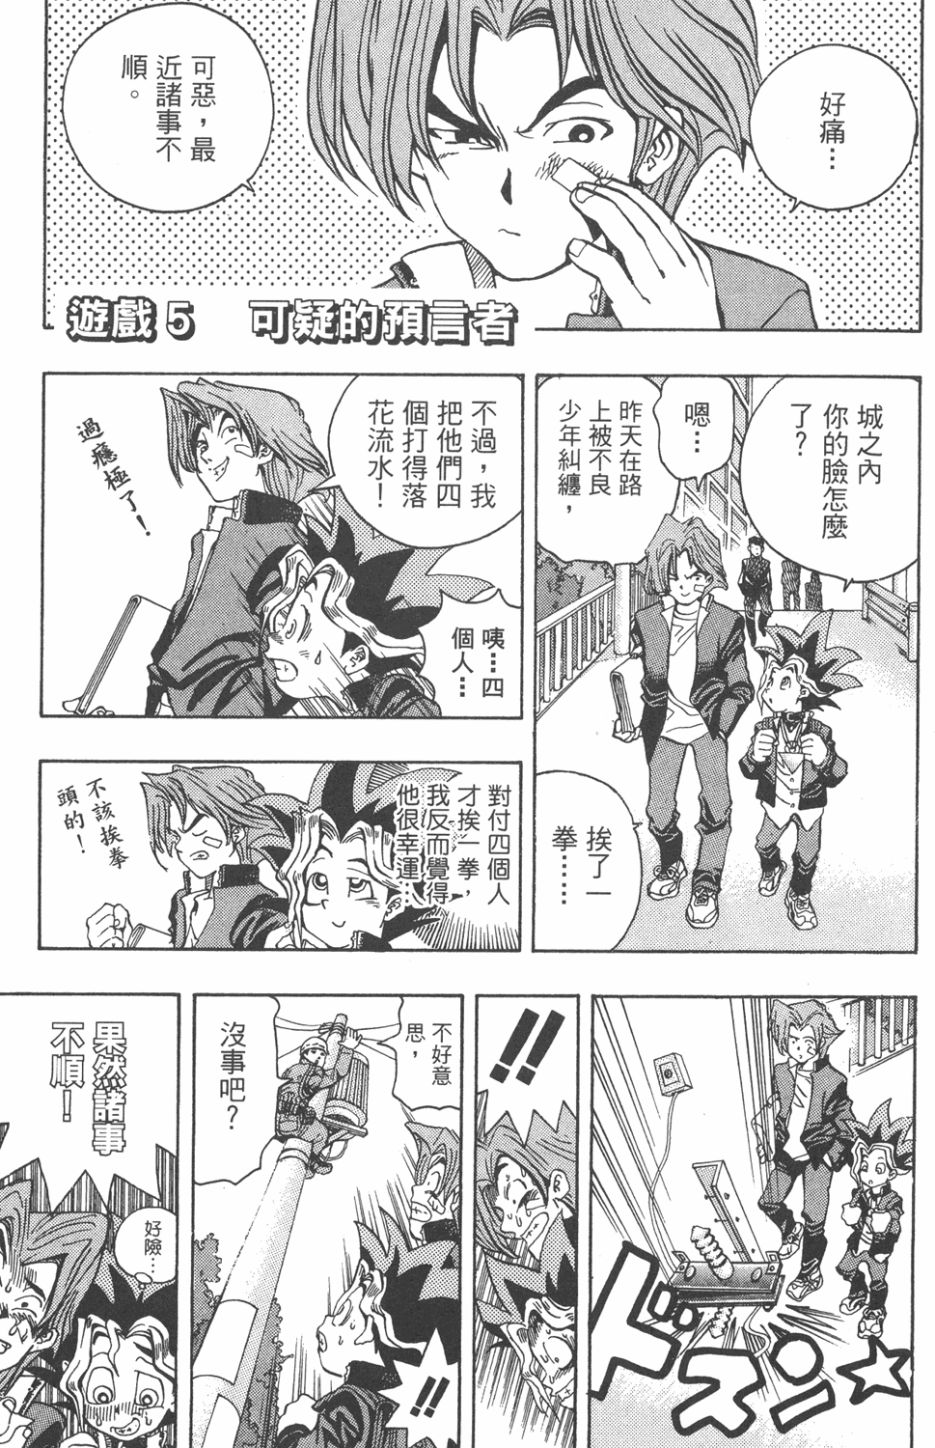 好痛…
可惡，最
近諸事不
順。
遊戲5 可疑的預言者
城之內
你的臉怎麼
了？
嗯…
昨天在路
上被不良
少年糾纏，
挨了一
拳……
不過，我
把他們四
個打得落
花流水！
過癮極了！
咦…四
個人…
對付四個人
才挨一拳，
我反而覺得
他很幸運…
不該挨拳
頭的！
ドスン☆
!!
不好意
思，
沒事吧？
!!
果然諸事
不順！
好險…